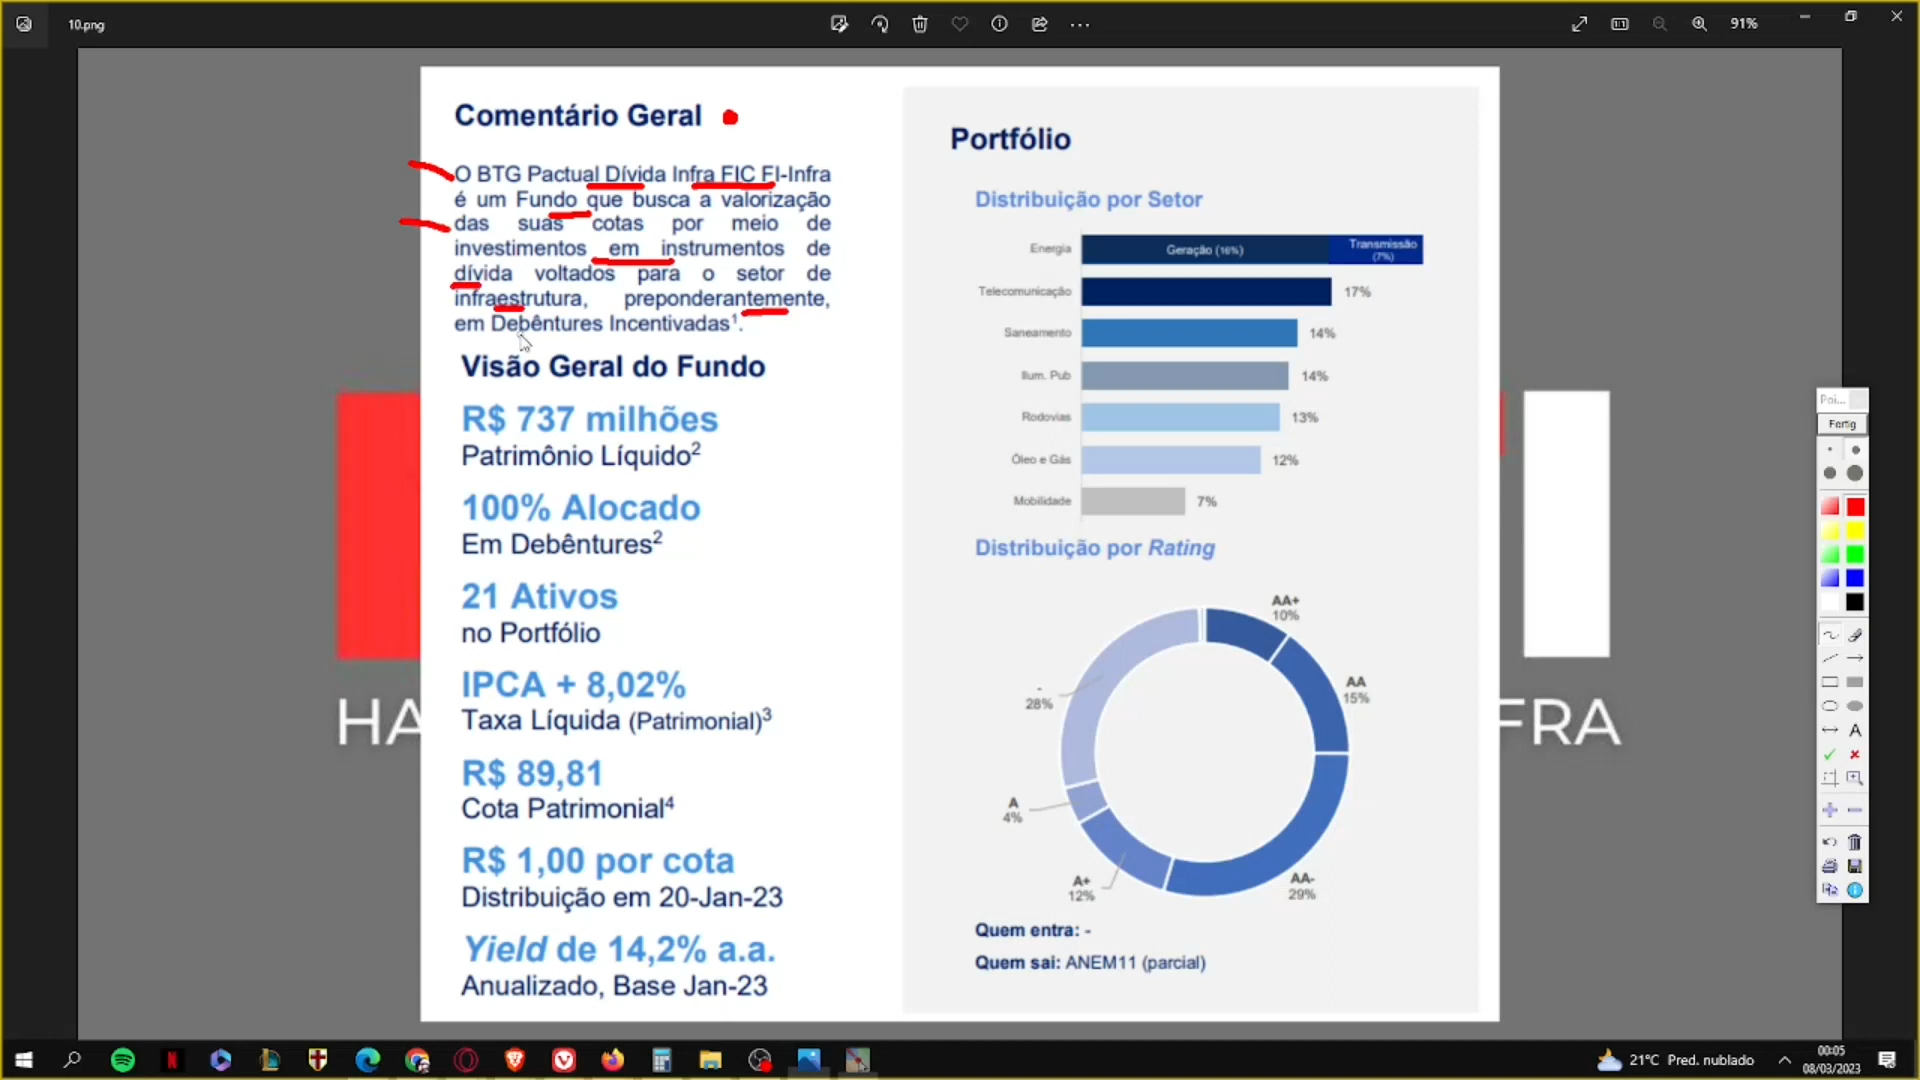 10.png
91%
Comentário Geral
O BTG Pactual Dívida Infra FIC FI-Infra
é um Fundo que busca a valorização
das suas cotas por meio de
investimentos em instrumentos de
dívida voltados para o setor de
infraestrutura, preponderantemente,
em Debêntures Incentivadas¹.
Visão Geral do Fundo
R$ 737 milhões
Patrimônio Líquido²
100% Alocado
Em Debêntures²
21 Ativos
no Portfólio
IPCA + 8,02%
Taxa Líquida (Patrimonial)³
R$ 89,81
Cota Patrimonial⁴
R$ 1,00 por cota
Distribuição em 20-Jan-23
Yield de 14,2% a.a.
Anualizado, Base Jan-23
Portfólio
Distribuição por Setor
Energia Geração (16%) Transmissão (7%)
Telecomunicação 17%
Saneamento 14%
Ilum. Pub 14%
Rodovias 13%
Óleo e Gás 12%
Mobilidade 7%
Distribuição por Rating
AA+
10%
AA
15%
AA-
29%
A+
12%
A
4%
-
28%
Quem entra: -
Quem sai: ANEM11 (parcial)
HA
FRA
Poi...
Fertig
21°C Pred. nublado
00:05
08/03/2023